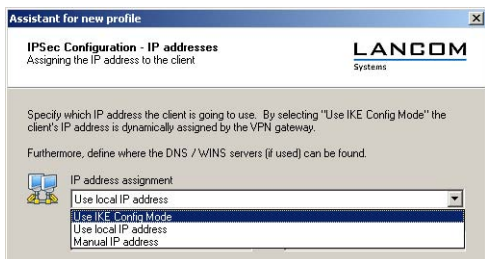 Assistant for new profile
IPSec Configuration - IP addresses
Assigning the IP address to the client
LANCOM
Systems
Specify which IP address the client is going to use. By selecting "Use IKE Config Mode" the
client's IP address is dynamically assigned by the VPN gateway.
Furthermore, define where the DNS / WINS servers (if used) can be found.
IP address assignment
Use local IP address
Use IKE Config Mode
Use local IP address
Manual IP address